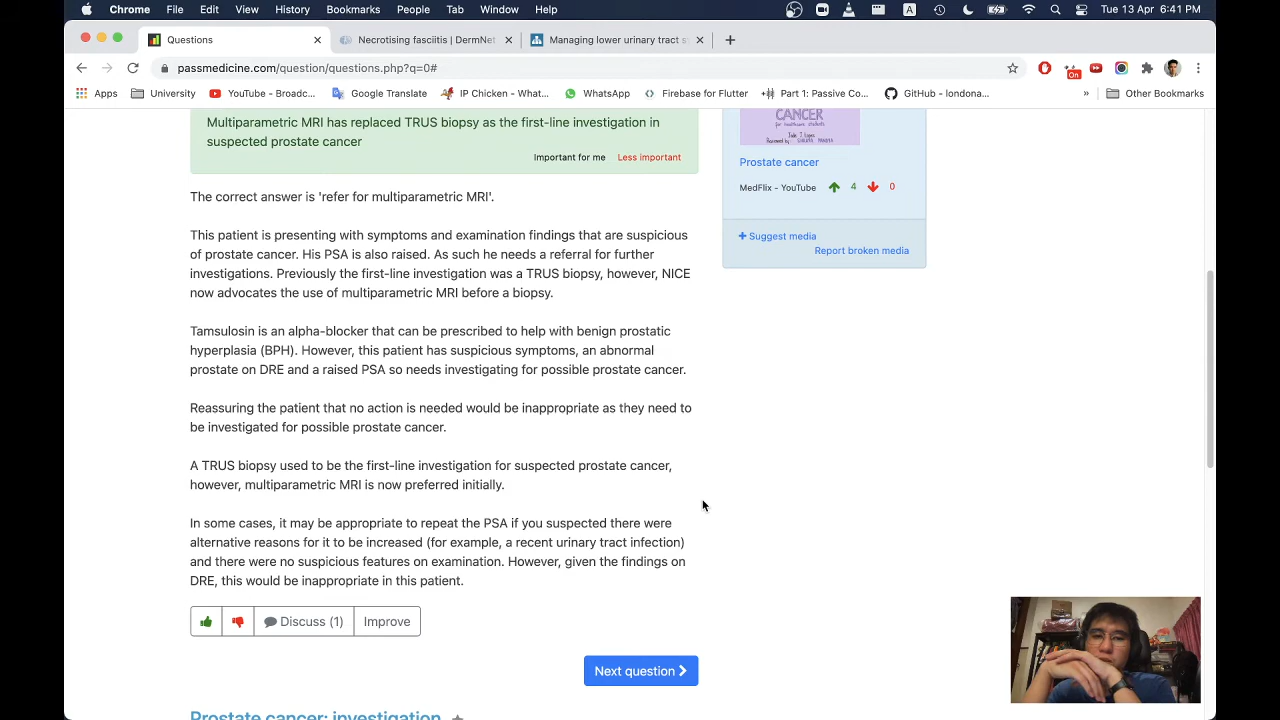 Chrome File Edit View History Bookmarks People Tab Window Help A Tue 13 Apr 6:41 PM
Questions Necrotising fasciitis | DermNet Managing lower urinary tract s
passmedicine.com/question/questions.php?q=0# On
Apps University YouTube - Broadc... Google Translate IP Chicken - What... WhatsApp Firebase for Flutter Part 1: Passive Co... GitHub - londona... » Other Bookmarks
Multiparametric MRI has replaced TRUS biopsy as the first-line investigation in
suspected prostate cancer
Important for me Less important
The correct answer is 'refer for multiparametric MRI'.
This patient is presenting with symptoms and examination findings that are suspicious
of prostate cancer. His PSA is also raised. As such he needs a referral for further
investigations. Previously the first-line investigation was a TRUS biopsy, however, NICE
now advocates the use of multiparametric MRI before a biopsy.
Tamsulosin is an alpha-blocker that can be prescribed to help with benign prostatic
hyperplasia (BPH). However, this patient has suspicious symptoms, an abnormal
prostate on DRE and a raised PSA so needs investigating for possible prostate cancer.
Reassuring the patient that no action is needed would be inappropriate as they need to
be investigated for possible prostate cancer.
A TRUS biopsy used to be the first-line investigation for suspected prostate cancer,
however, multiparametric MRI is now preferred initially.
In some cases, it may be appropriate to repeat the PSA if you suspected there were
alternative reasons for it to be increased (for example, a recent urinary tract infection)
and there were no suspicious features on examination. However, given the findings on
DRE, this would be inappropriate in this patient.
Discuss (1) Improve
Next question
Prostate cancer: investigation
CANCER
for healthcare students
Prostate cancer
MedFlix - YouTube 4 0
+ Suggest media
Report broken media